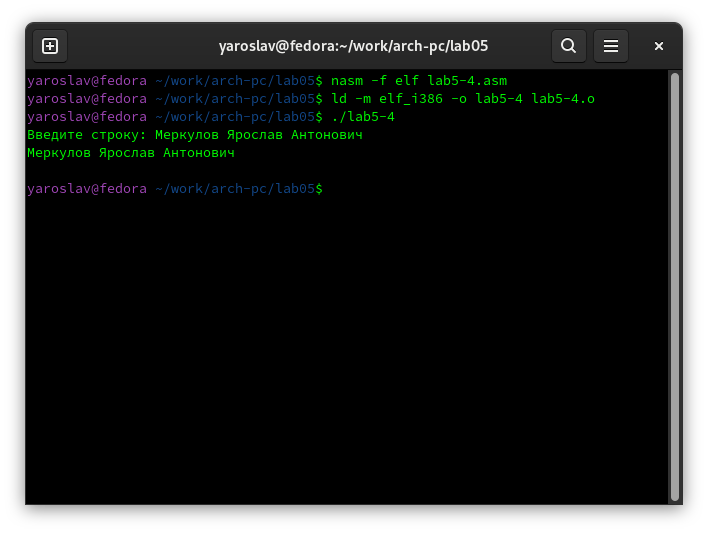 yaroslav@fedora:~/work/arch-pc/lab05
yaroslav@fedora ~/work/arch-pc/lab05$ nasm -f elf lab5-4.asm
yaroslav@fedora ~/work/arch-pc/lab05$ ld -m elf_i386 -o lab5-4 lab5-4.o
yaroslav@fedora ~/work/arch-pc/lab05$ ./lab5-4
Введите строку: Меркулов Ярослав Антонович
Меркулов Ярослав Антонович
yaroslav@fedora ~/work/arch-pc/lab05$